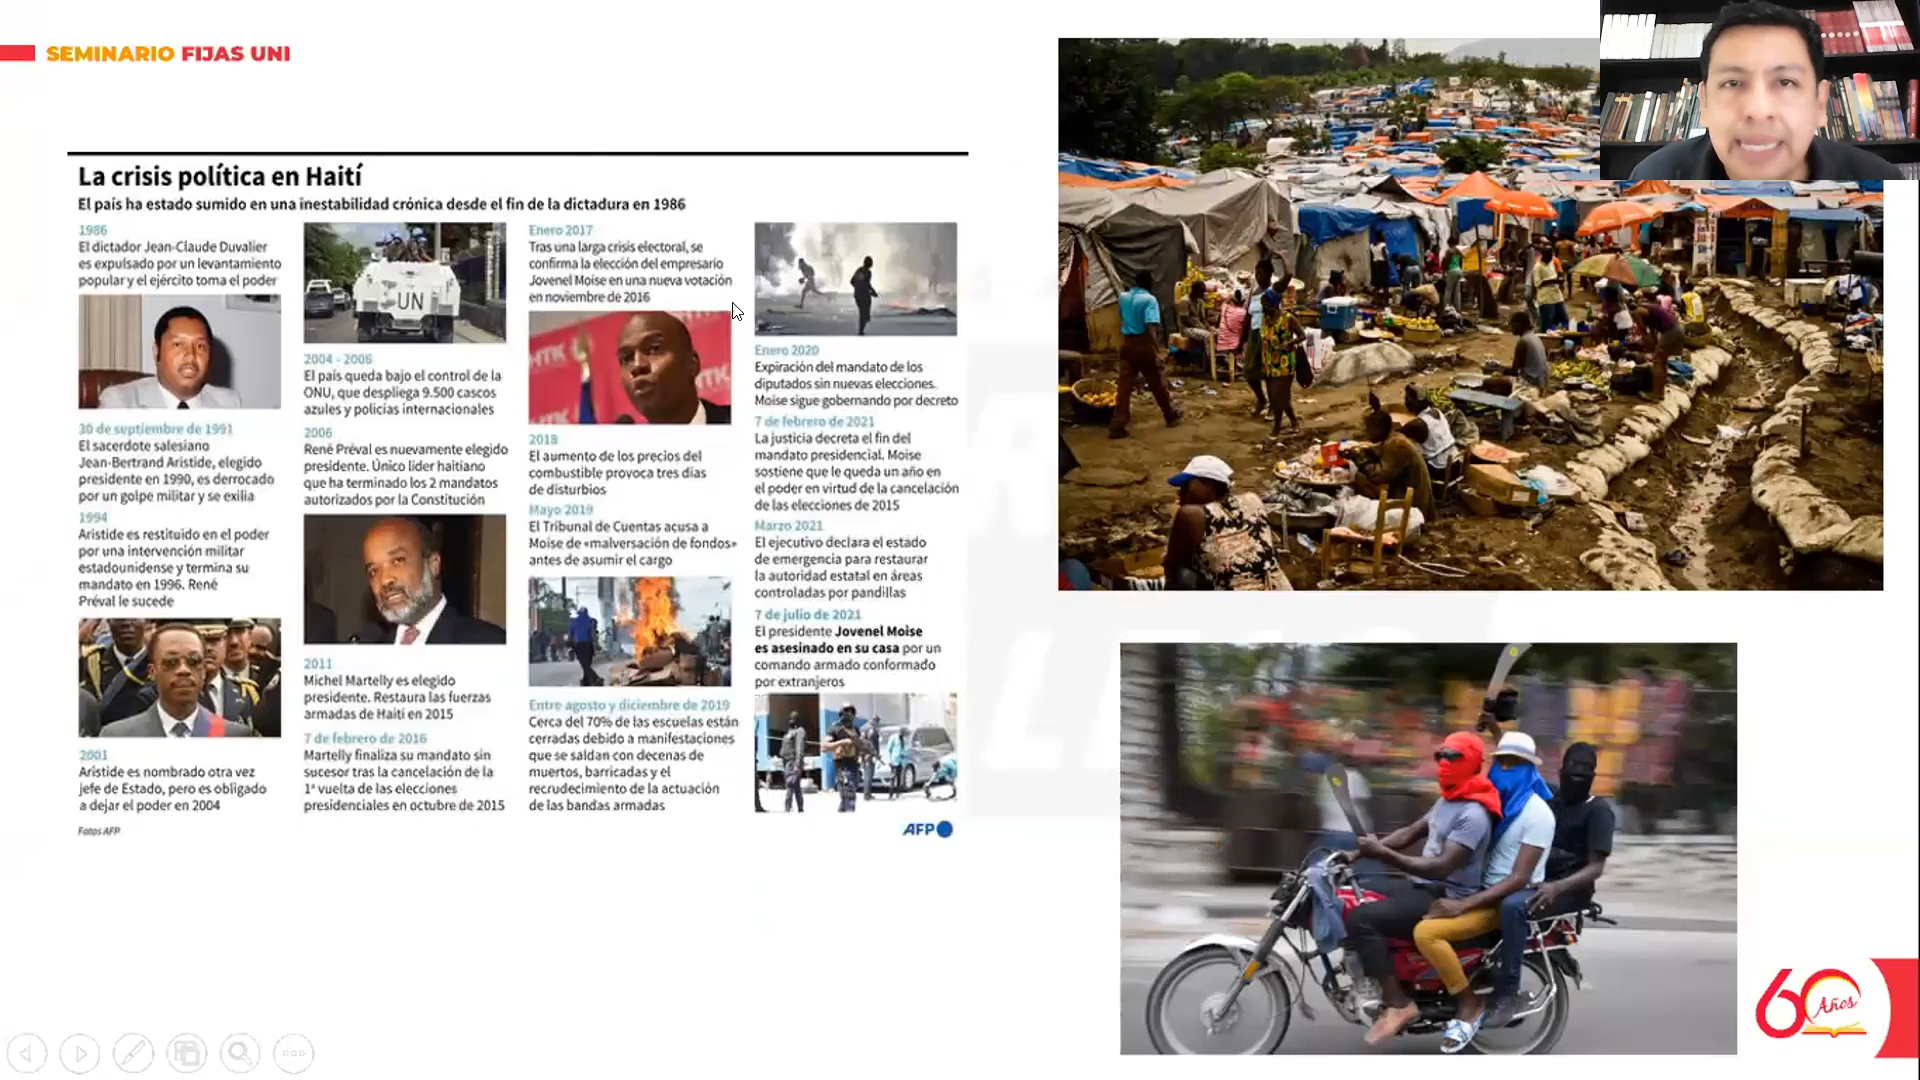 SEMINARIO FIJAS UNI
La crisis política en Haití
El país ha estado sumido en una inestabilidad crónica desde el fin de la dictadura en 1986
1986
El dictador Jean-Claude Duvalier
es expulsado por un levantamiento
popular y el ejército toma el poder
30 de septiembre de 1991
El sacerdote salesiano
Jean-Bertrand Aristide, elegido
presidente en 1990, es derrocado
por un golpe militar y se exilia
1994
Aristide es restituido en el poder
por una intervención militar
estadounidense y termina su
mandato en 1996. René
Préval le sucede
2001
Aristide es nombrado otra vez
jefe de Estado, pero es obligado
a dejar el poder en 2004
Fotos AFP
UN
2004 - 2006
El país queda bajo el control de la
ONU, que despliega 9.500 cascos
azules y policías internacionales
2006
René Préval es nuevamente elegido
presidente. Único líder haitiano
que ha terminado los 2 mandatos
autorizados por la Constitución
2011
Michel Martelly es elegido
presidente. Restaura las fuerzas
armadas de Haití en 2015
7 de febrero de 2016
Martelly finaliza su mandato sin
sucesor tras la cancelación de la
1ª vuelta de las elecciones
presidenciales en octubre de 2015
Enero 2017
Tras una larga crisis electoral, se
confirma la elección del empresario
Jovenel Moise en una nueva votación
en noviembre de 2016
HTK
2018
El aumento de los precios del
combustible provoca tres días
de disturbios
Mayo 2019
El Tribunal de Cuentas acusa a
Moise de «malversación de fondos»
antes de asumir el cargo
Entre agosto y diciembre de 2019
Cerca del 70% de las escuelas están
cerradas debido a manifestaciones
que se saldan con decenas de
muertos, barricadas y el
recrudecimiento de la actuación
de las bandas armadas
Enero 2020
Expiración del mandato de los
diputados sin nuevas elecciones.
Moise sigue gobernando por decreto
7 de febrero de 2021
La justicia decreta el fin del
mandato presidencial. Moise
sostiene que le queda un año en
el poder en virtud de la cancelación
de las elecciones de 2015
Marzo 2021
El ejecutivo declara el estado
de emergencia para restaurar
la autoridad estatal en áreas
controladas por pandillas
7 de julio de 2021
El presidente Jovenel Moise
es asesinado en su casa por un
comando armado conformado
por extranjeros
AFP
60 Años